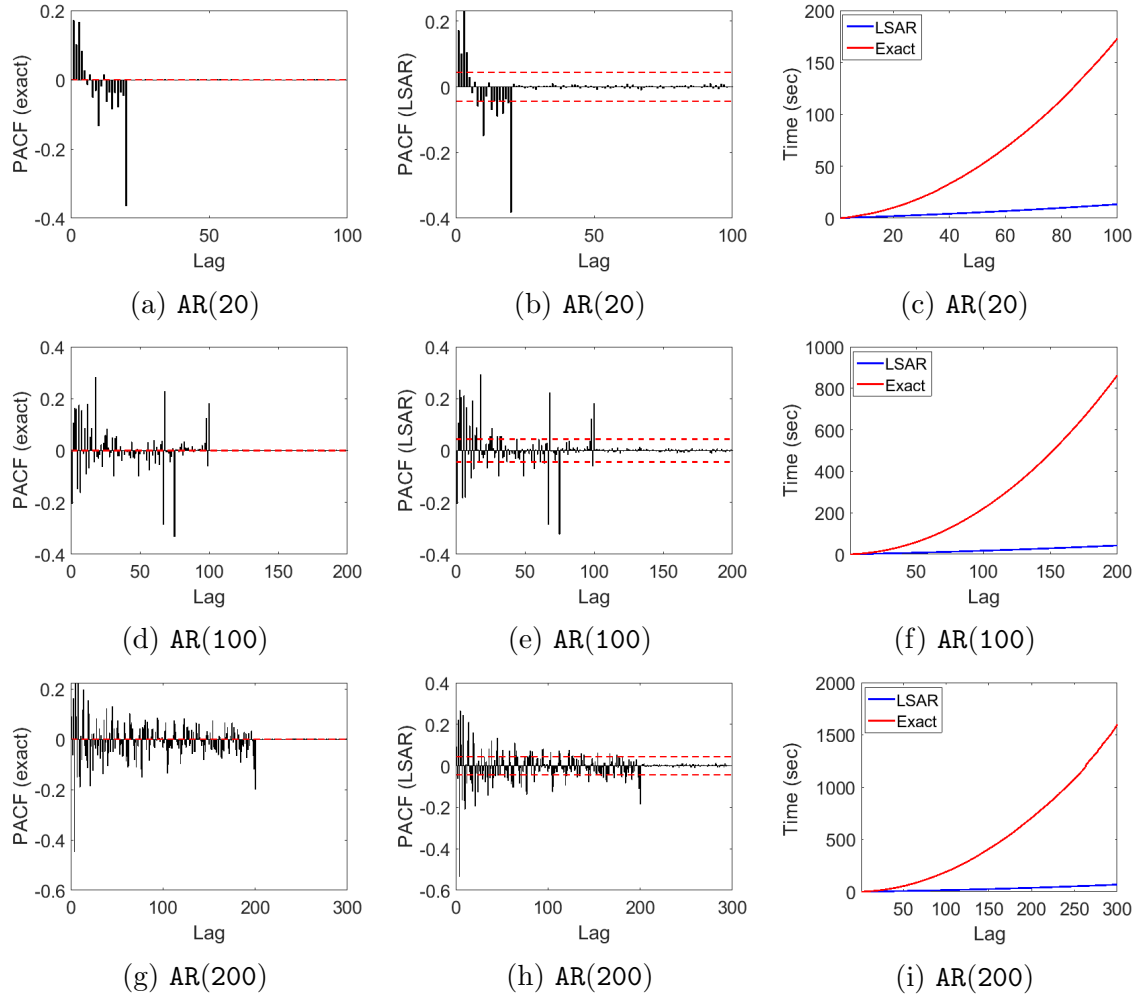 PACF (exact)
0.2
0
-0.2
-0.4
0
50
100
Lag
(a) AR(20)
PACF (LSAR)
0.2
0
0.2
0.4
0
50
100
Lag
(b) AR(20)
Time (sec)
200
150
100
50
0
LSAR
Exact
20
40
60
80
100
Lag
(c) AR(20)
PACF (exact)
0.4
0.2
0
-0.2
-0.4
0
50
100
150
200
Lag
(d) AR(100)
PACF (LSAR)
0.4
0.2
0
-0.2
-0.4
0
50
100
150
200
Lag
(e) AR(100)
Time (sec)
1000
800
600
400
200
0
LSAR
Exact
50
100
150
200
Lag
(f) AR(100)
PACF (exact)
0.2
0
-0.2
-0.4
-0.6
0
100
200
300
Lag
(g) AR(200)
PACF (LSAR)
0.4
0.2
0
-0.2
-0.4
-0.6
0
100
200
300
Lag
(h) AR(200)
Time (sec)
2000
1500
1000
500
0
LSAR
Exact
50
100
150
200
250
300
Lag
(i) AR(200)